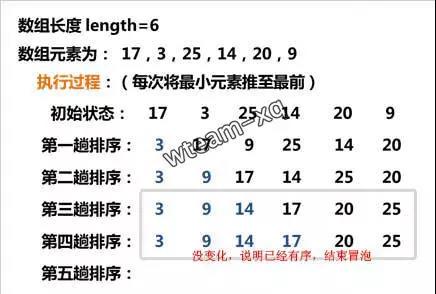 数组长度 length=6
数组元素为： 17，3，25，14，20，9
执行过程：（每次将最小元素推至最前）
初始状态： 17 3 25 14 20 9
第一趟排序： 3 17 9 25 14 20
第二趟排序： 3 9 17 14 25 20
第三趟排序： 3 9 14 17 20 25
第四趟排序： 3 9 14 17 20 25
没变化，说明已经有序，结束冒泡
第五趟排序：
wteam-xq